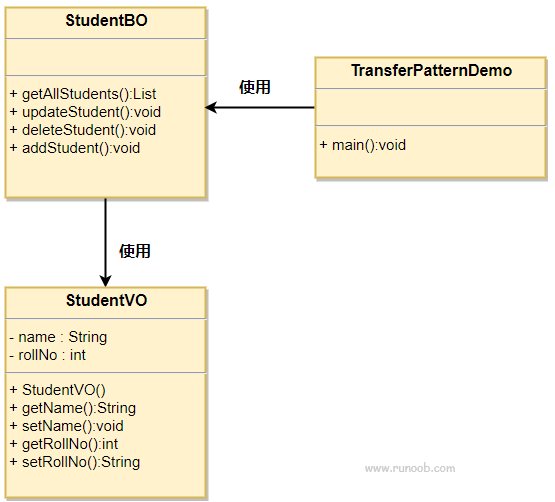 StudentBO
+ getAllStudents():List
+ updateStudent():void
+ deleteStudent():void
+ addStudent():void
使用
TransferPatternDemo
+ main():void
使用
StudentVO
- name : String
- rollNo : int
+ StudentVO()
+ getName():String
+ setName():void
+ getRollNo():int
+ setRollNo():String
www.runoob.com